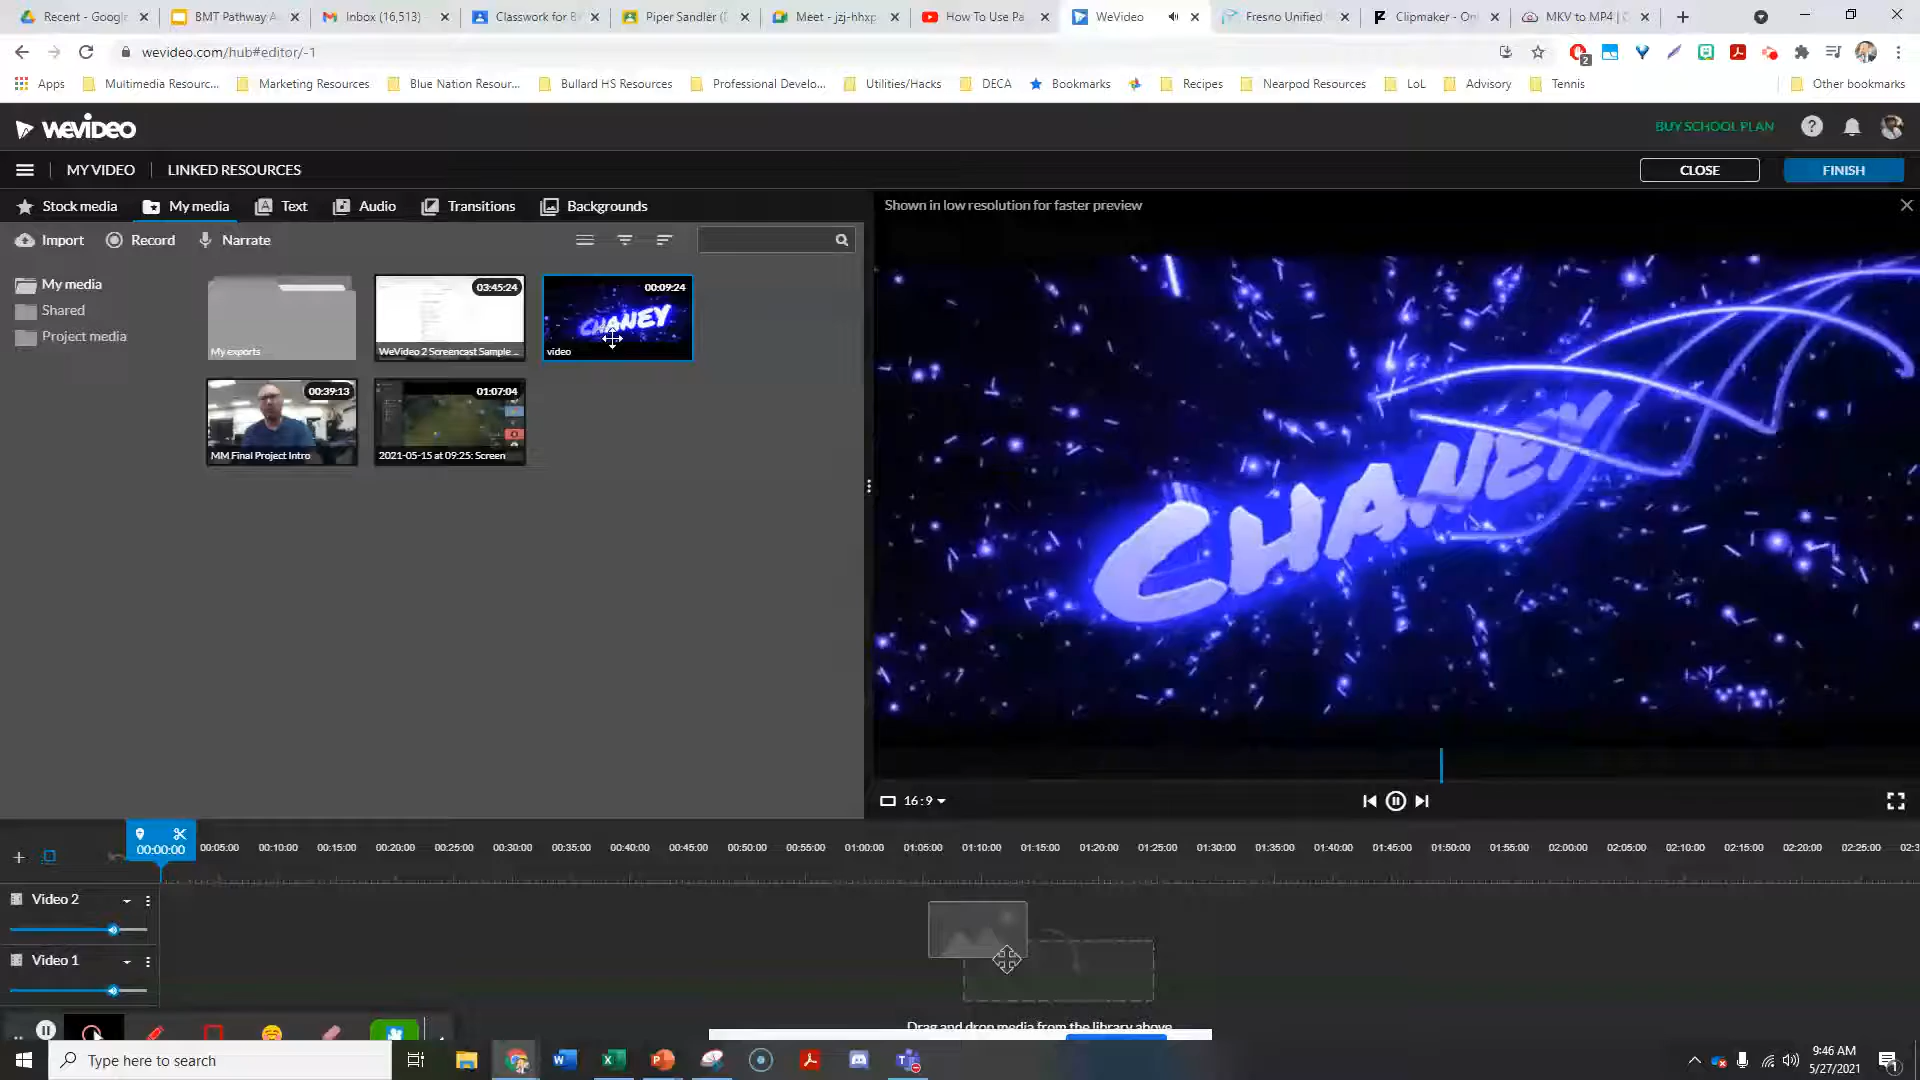 Recent - Googl
BMT Pathway A
Inbox (16,513)
Classwork for B
Piper Sandler (
Meet - jzj-hhxp
How To Use Pa
WeVideo
Fresno Unified
Clipmaker - Onl
MKV to MP4 |
wevideo.com/hub#editor/-1
2
Apps
Multimedia Resourc...
Marketing Resources
Blue Nation Resour...
Bullard HS Resources
Professional Develo...
Utilities/Hacks
DECA
Bookmarks
Recipes
Nearpod Resources
LoL
Advisory
Tennis
Other bookmarks
WEVIDEO
BUY SCHOOL PLAN
?
MY VIDEO
LINKED RESOURCES
CLOSE
FINISH
Stock media
My media
Text
Audio
Transitions
Backgrounds
Shown in low resolution for faster preview
Import
Record
Narrate
My media
Shared
Project media
My exports
03:45:24
WeVideo 2 Screencast Sample ...
00:09:24
CHANEY
video
00:39:13
MM Final Project Intro
01:07:04
2021-05-15 at 09:25: Screen
CHANEY
16:9
00:00:00
00:05:00
00:10:00
00:15:00
00:20:00
00:25:00
00:30:00
00:35:00
00:40:00
00:45:00
00:50:00
00:55:00
01:00:00
01:05:00
01:10:00
01:15:00
01:20:00
01:25:00
01:30:00
01:35:00
01:40:00
01:45:00
01:50:00
01:55:00
02:00:00
02:05:00
02:10:00
02:15:00
02:20:00
02:25:00
02:3
Video 2
Video 1
Drag and drop media from the library above
Type here to search
9:46 AM
5/27/2021
1